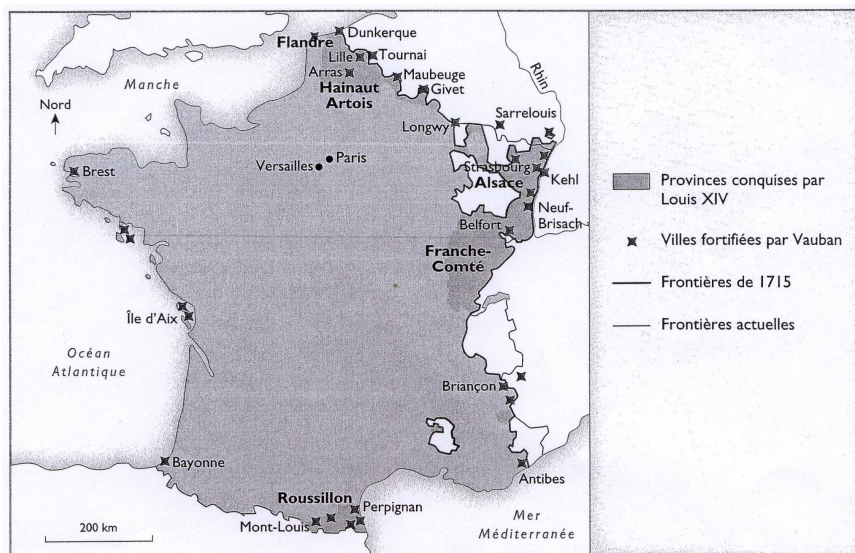 Dunkerque
Flandre
Lille
Tournai
Arras
Maubeuge
Hainaut
Artois
Givet
Manche
Nord
Rhin
Longwy
Sarrelouis
Versailles
Paris
Brest
Strasbourg
Kehl
Alsace
Neuf-
Brisach
Belfort
Franche-
Comté
Île d'Aix
Océan
Atlantique
Briançon
Bayonne
Antibes
Roussillon
Perpignan
Mont-Louis
Mer
Méditerranée
200 km
Provinces conquises par
Louis XIV
Villes fortifiées par Vauban
Frontières de 1715
Frontières actuelles